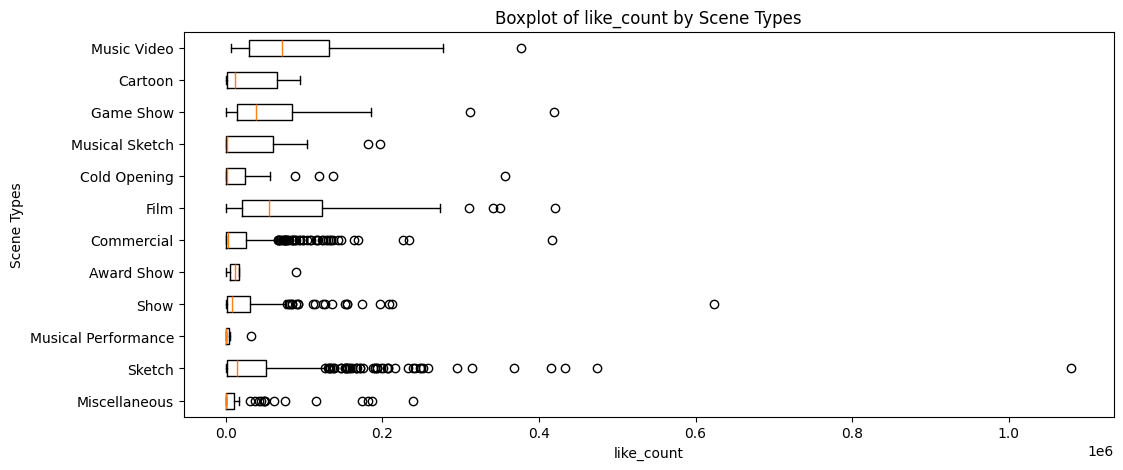 Boxplot of like_count by Scene Types
Scene Types
Music Video
Cartoon
Game Show
Musical Sketch
Cold Opening
Film
Commercial
Award Show
Show
Musical Performance
Sketch
Miscellaneous
0.0 0.2 0.4 0.6 0.8 1.0
1e6
like_count